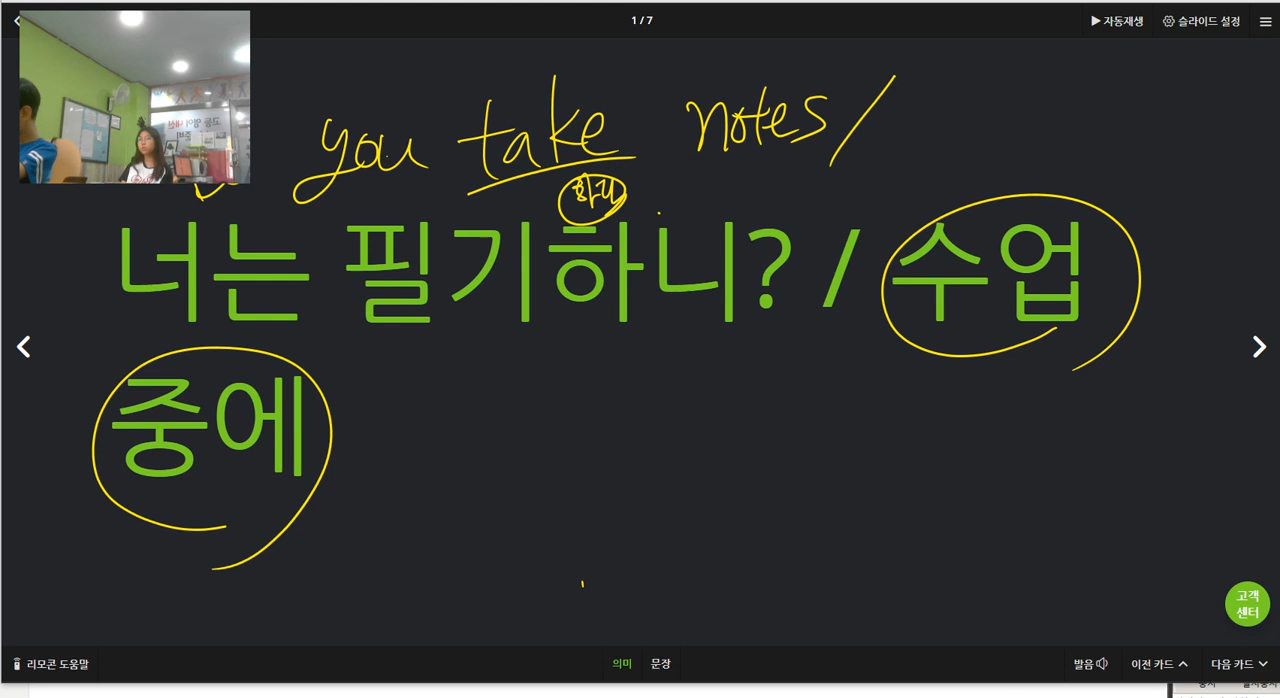 1 / 7
자동재생
슬라이드 설정
you take notes /
하다
너는 필기하니? / 수업
중에
고객
센터
리모콘 도움말
의미
문장
발음
이전 카드
다음 카드